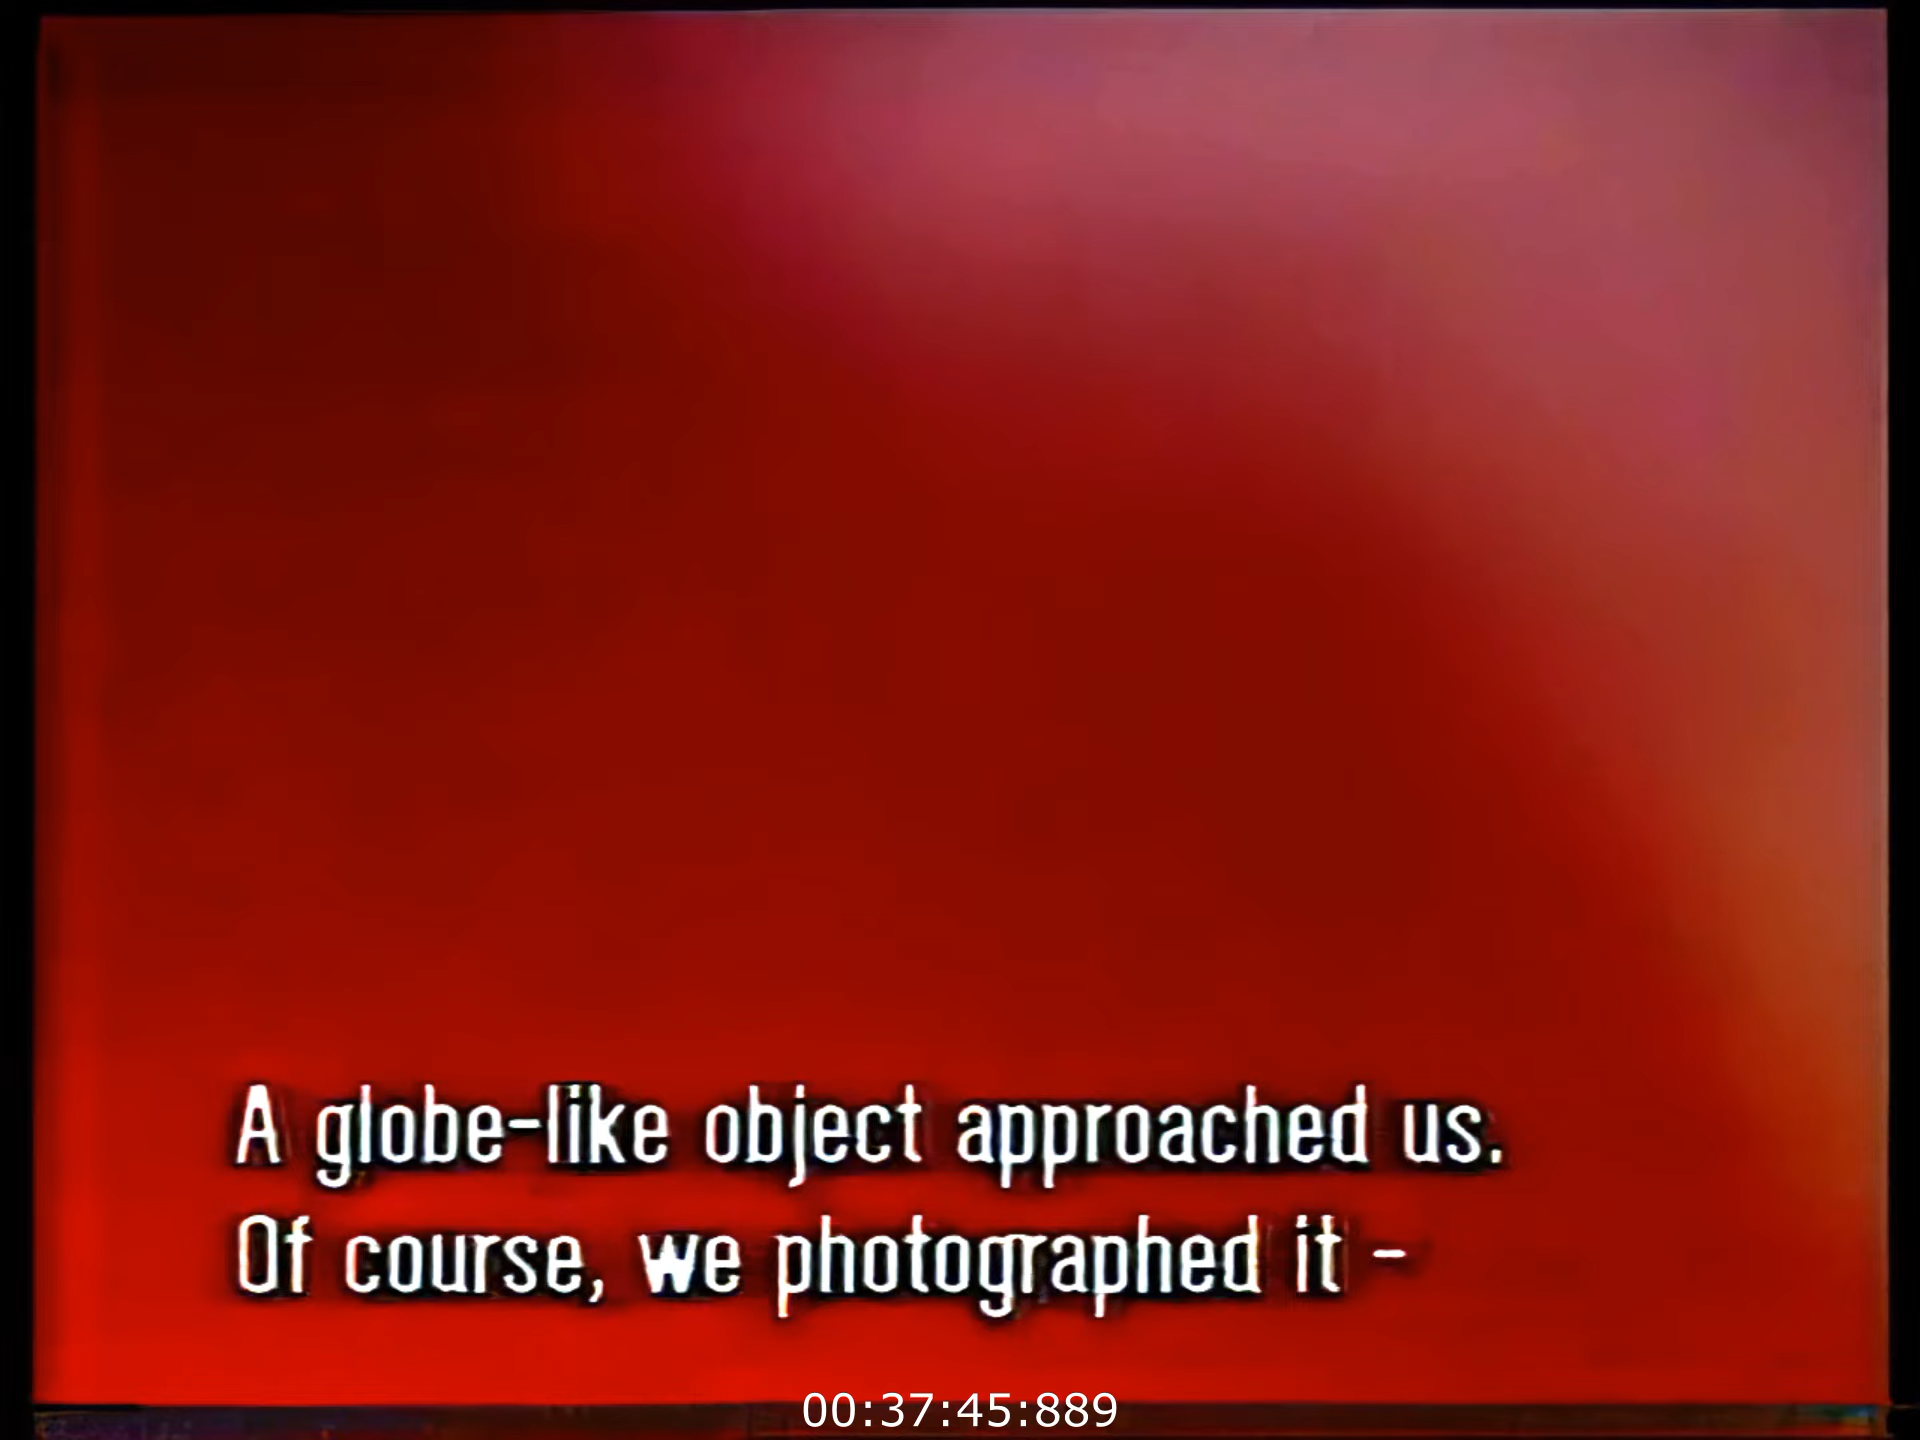 A globe-like object approached us.
Of course, we photographed it -
00:37:45:889